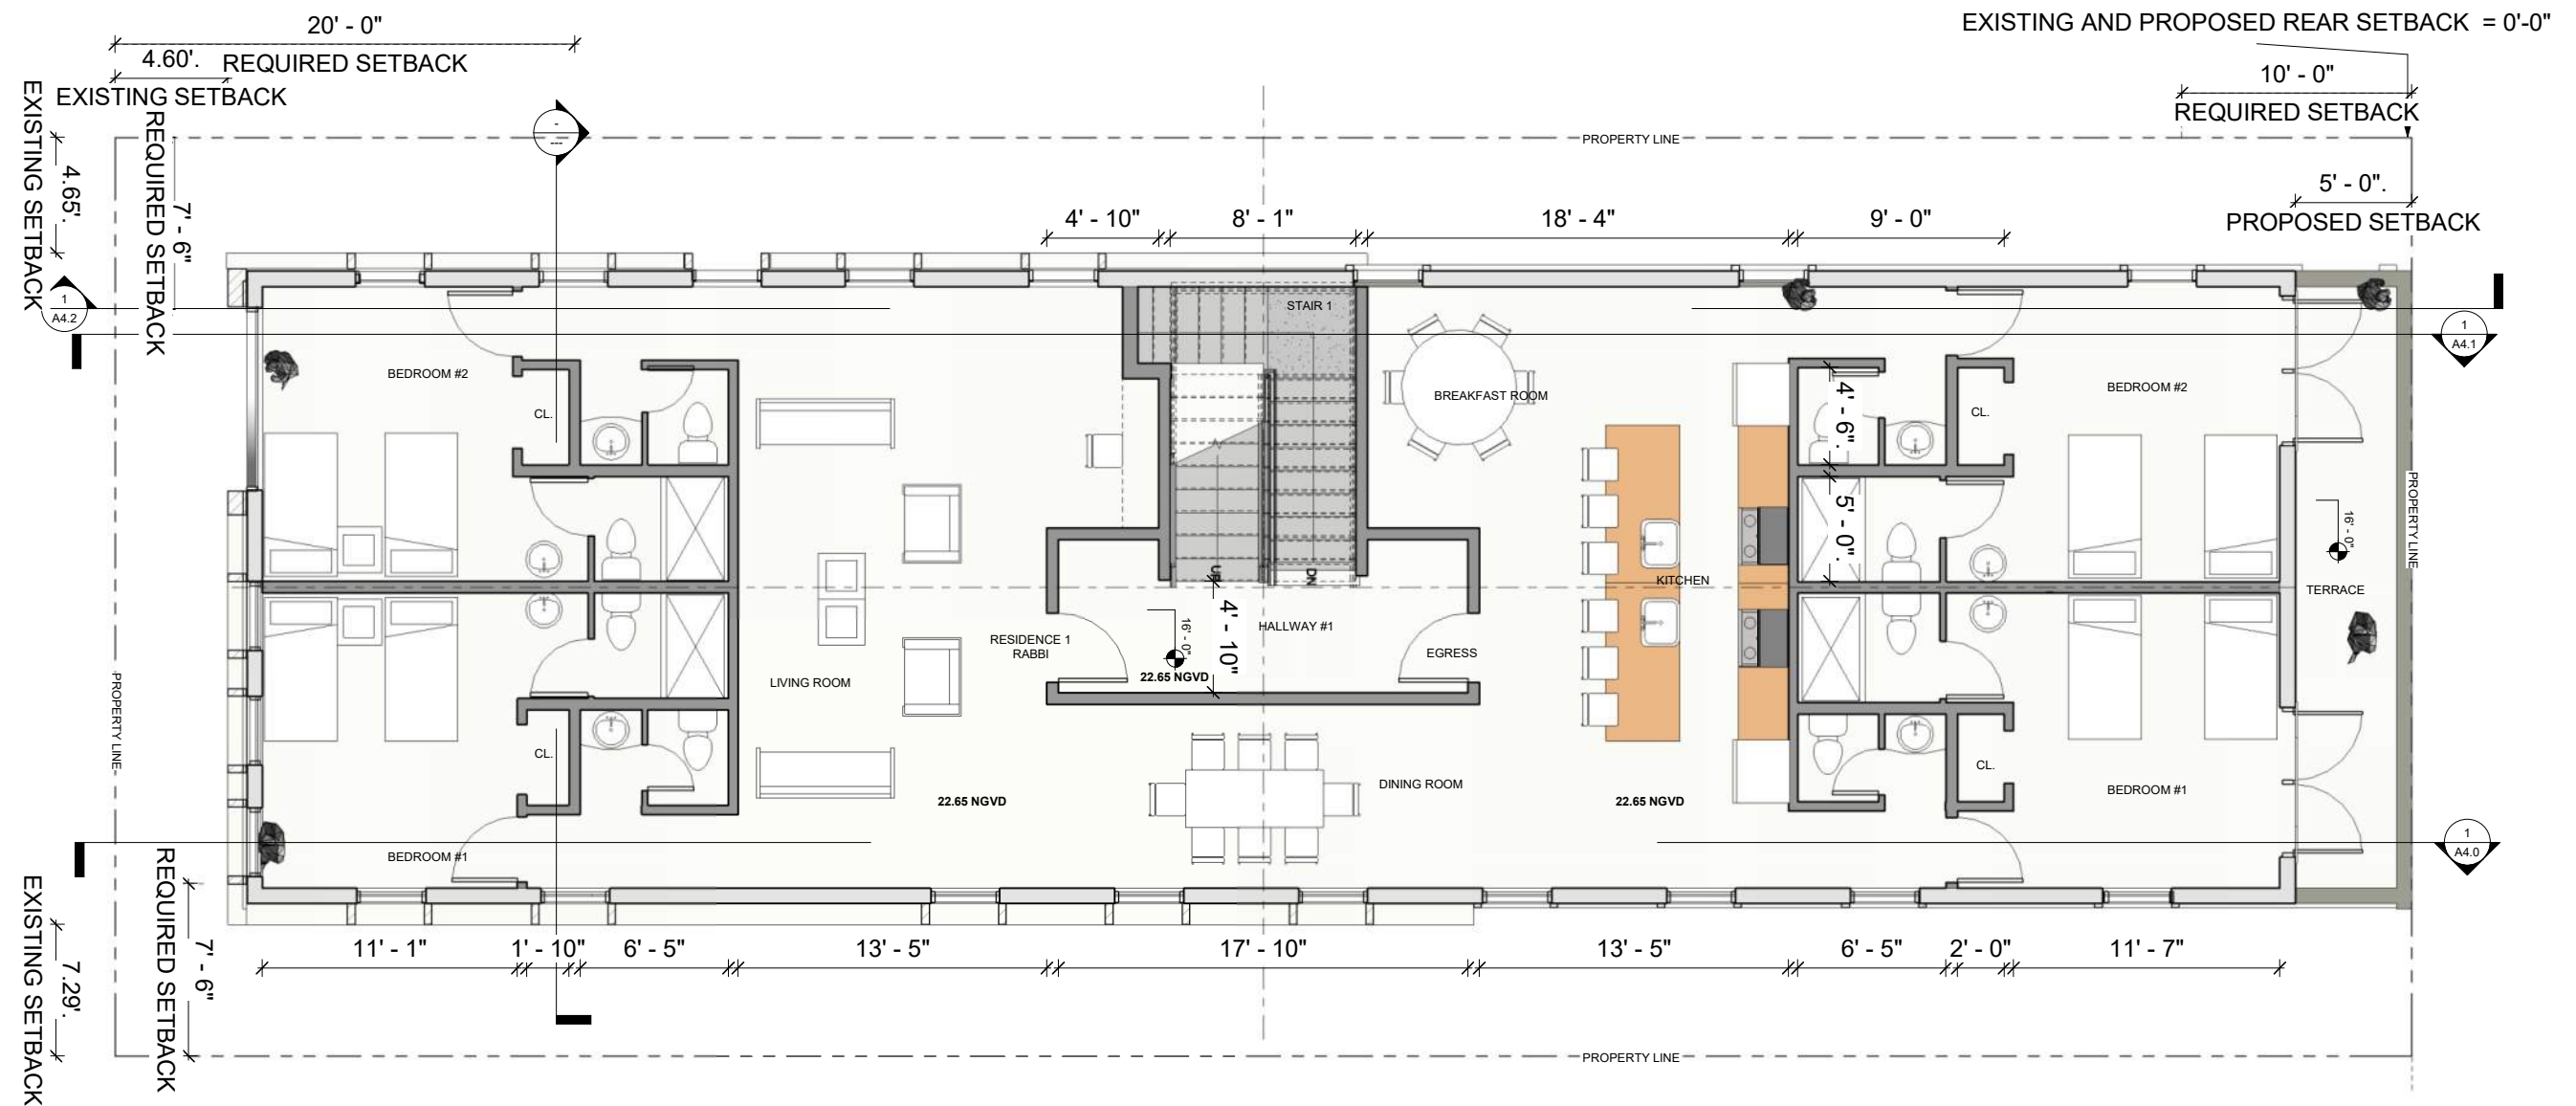 20' - 0"
EXISTING AND PROPOSED REAR SETBACK = 0'-0"
4.60'.
REQUIRED SETBACK
10' - 0"
EXISTING SETBACK
REQUIRED SETBACK
EXISTING SETBACK
4.65'.
REQUIRED SETBACK
7' - 6"
-
---
PROPERTY LINE
5' - 0".
PROPOSED SETBACK
4' - 10"
8' - 1"
18' - 4"
9' - 0"
1
A4.2
STAIR 1
1
A4.1
BEDROOM #2
BREAKFAST ROOM
BEDROOM #2
CL.
4' - 6".
CL.
5' - 0".
PROPERTY LINE
16' - 0"
UP
DN
KITCHEN
TERRACE
4' - 10"
HALLWAY #1
RESIDENCE 1
RABBI
16' - 0"
EGRESS
22.65 NGVD
LIVING ROOM
PROPERTY LINE
CL.
CL.
DINING ROOM
BEDROOM #1
22.65 NGVD
22.65 NGVD
1
A4.0
BEDROOM #1
EXISTING SETBACK
7.29'.
REQUIRED SETBACK
7' - 6"
11' - 1"
1' - 10"
6' - 5"
13' - 5"
17' - 10"
13' - 5"
6' - 5"
2' - 0"
11' - 7"
PROPERTY LINE